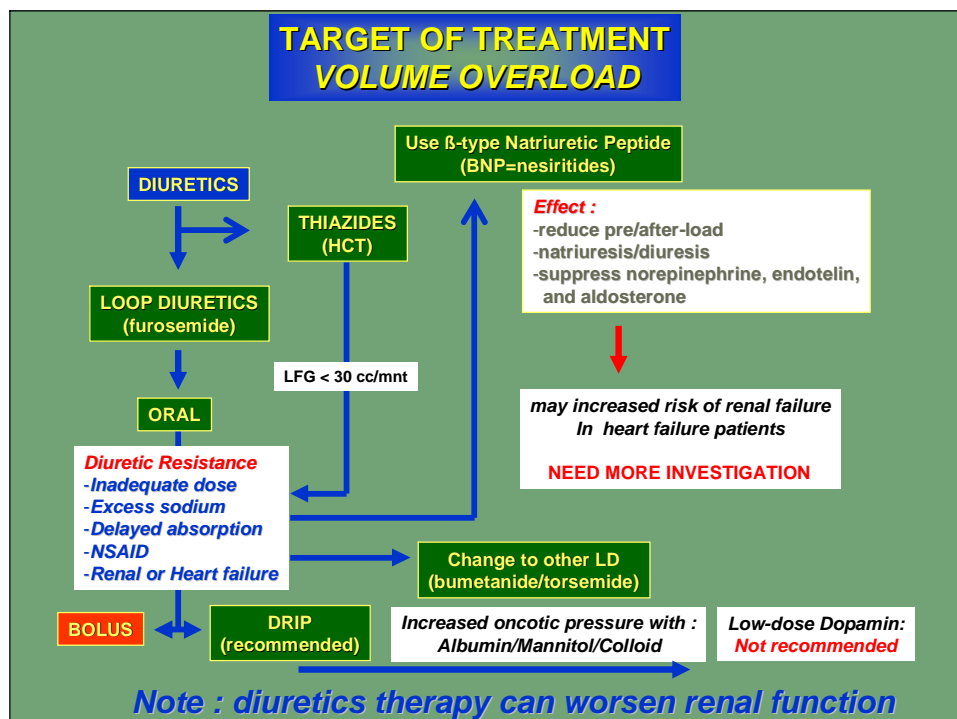 TARGET OF TREATMENT
VOLUME OVERLOAD
Use ß-type Natriuretic Peptide
(BNP=nesiritides)
DIURETICS
THIAZIDES
(HCT)
Effect :
-reduce pre/after-load
-natriuresis/diuresis
-suppress norepinephrine, endotelin,
and aldosterone
LOOP DIURETICS
(furosemide)
LFG < 30 cc/mnt
ORAL
may increased risk of renal failure
In heart failure patients
NEED MORE INVESTIGATION
Diuretic Resistance
-Inadequate dose
-Excess sodium
-Delayed absorption
-NSAID
-Renal or Heart failure
Change to other LD
(bumetanide/torsemide)
BOLUS
DRIP
(recommended)
Increased oncotic pressure with :
Albumin/Mannitol/Colloid
Low-dose Dopamin:
Not recommended
Note : diuretics therapy can worsen renal function